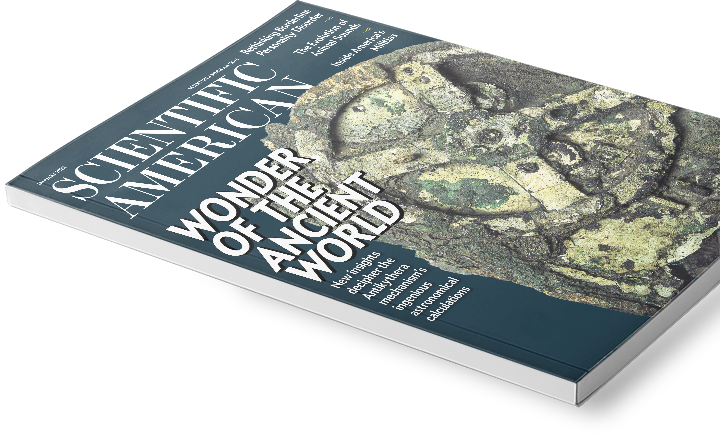 Rethinking Borderline
Personality Disorder
The Evolution of
Animal Sounds
Inside America's
Militias
SCIENTIFIC
AMERICAN
WONDER
OF THE
ANCIENT
WORLD
New insights
decipher the
Antikythera
mechanism's
ingenious
astronomical
calculations